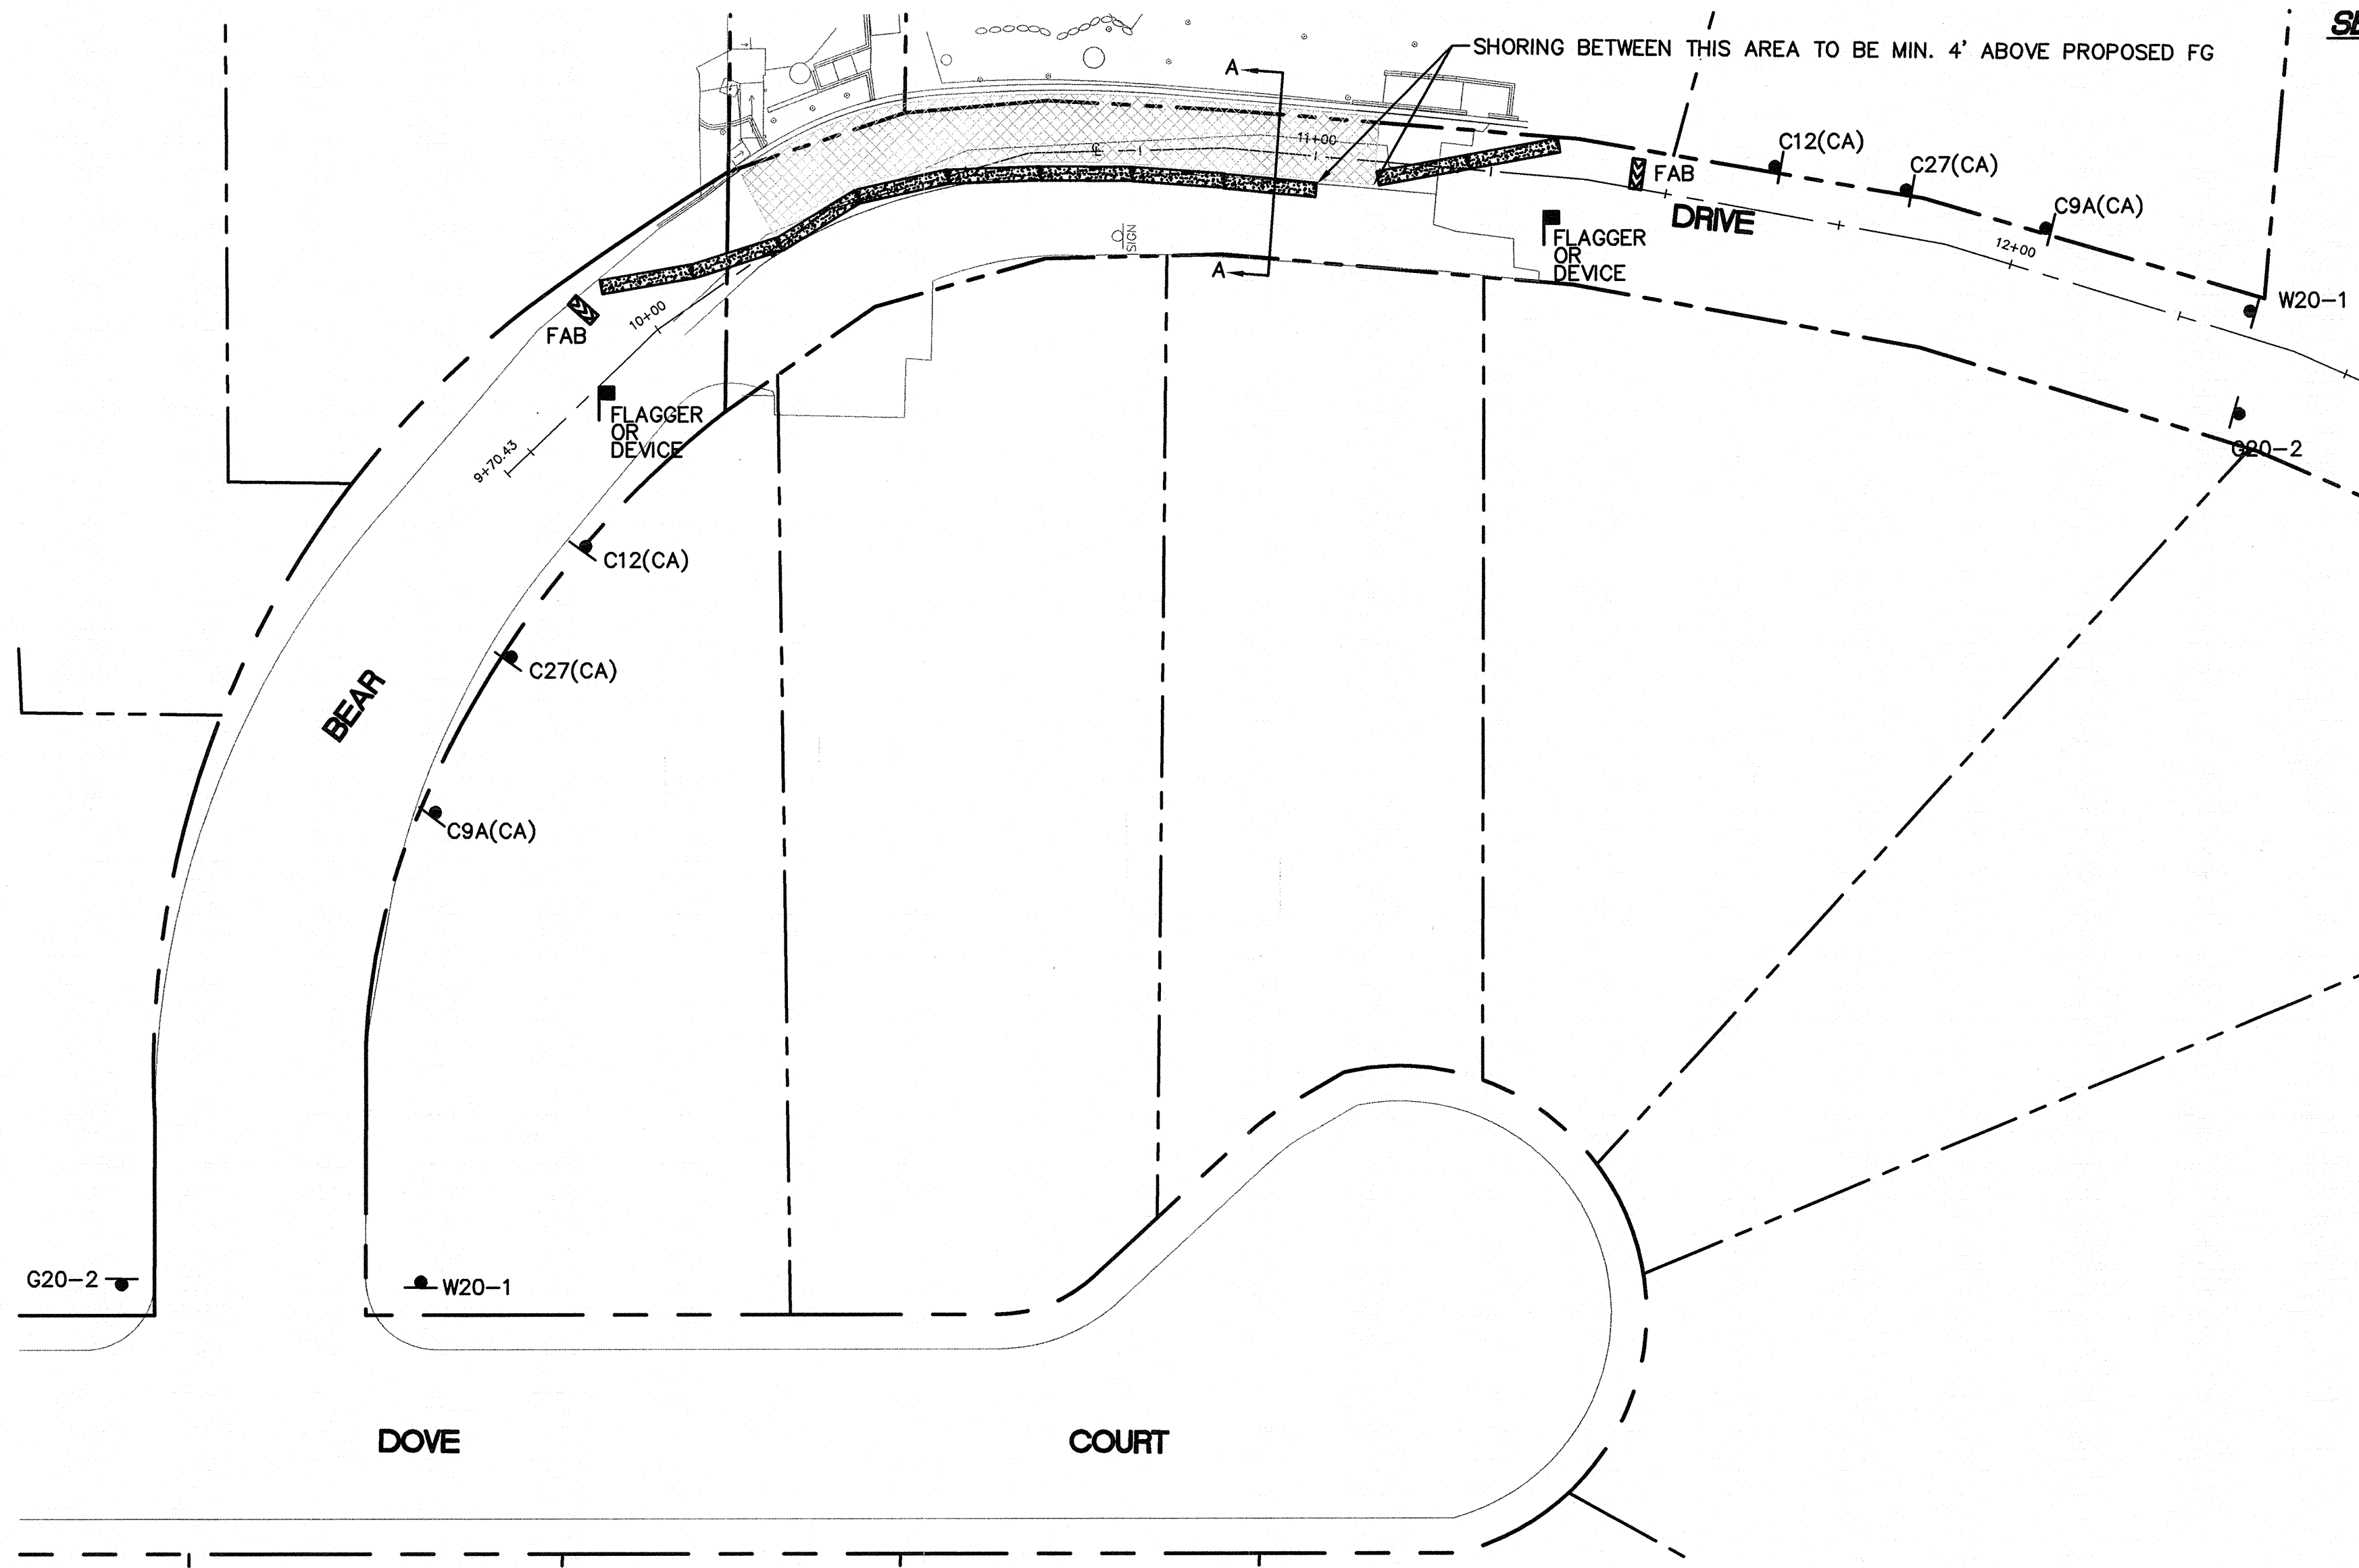 SE
SHORING BETWEEN THIS AREA TO BE MIN. 4' ABOVE PROPOSED FG
A
11+00
℄
C12(CA)
C27(CA)
FAB
C9A(CA)
DRIVE
FLAGGER
OR
DEVICE
SIGN
12+00
A
W20-1
10+00
FAB
FLAGGER
OR
DEVICE
9+70.43
G20-2
C12(CA)
C27(CA)
BEAR
C9A(CA)
G20-2
W20-1
DOVE
COURT